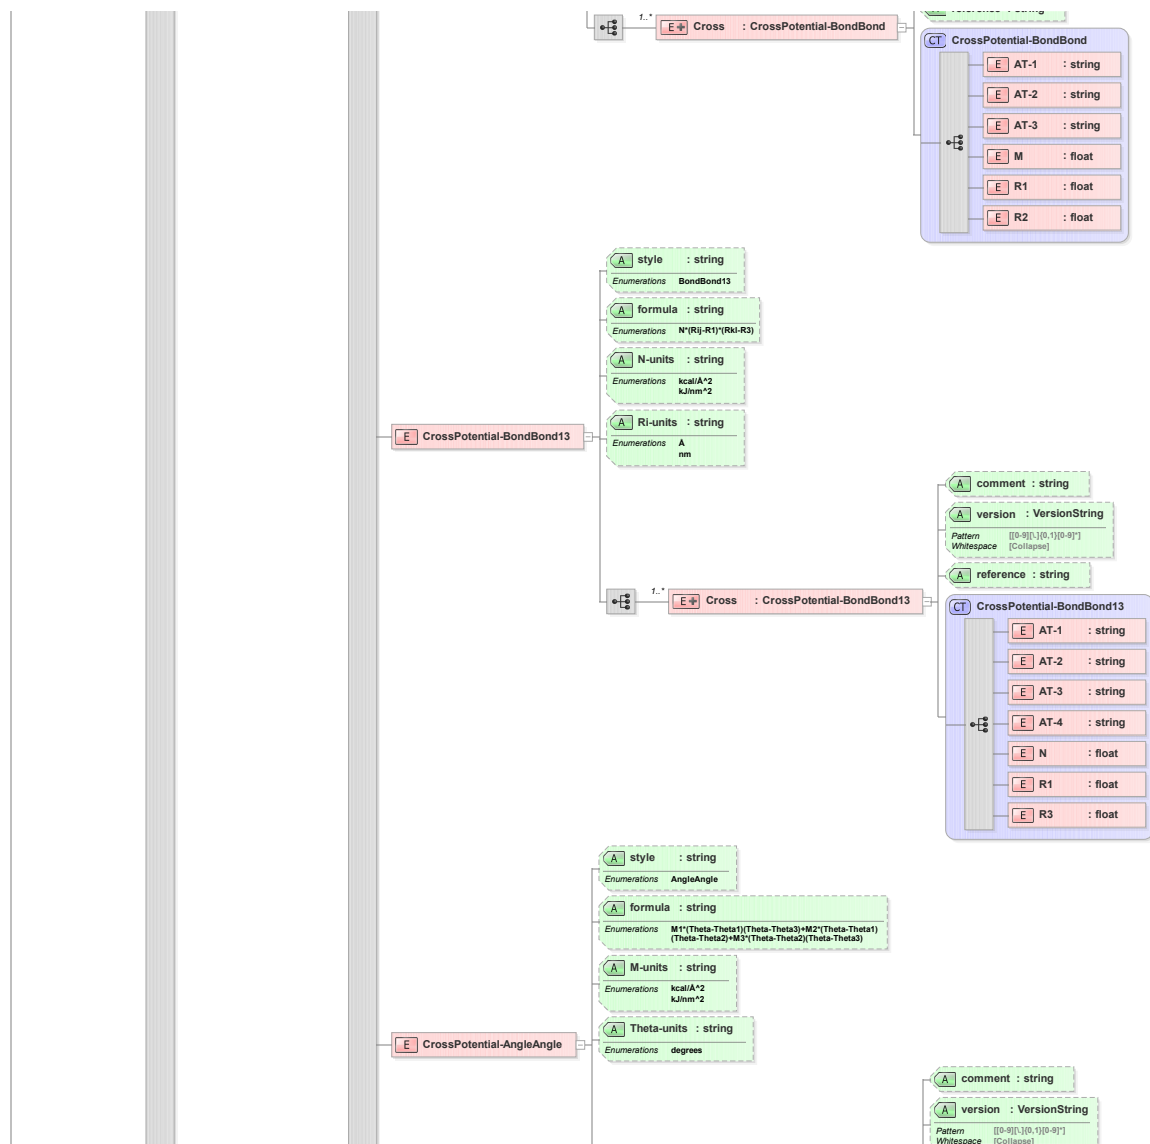 reference : string
1..*
E Cross : CrossPotential-BondBond
CT CrossPotential-BondBond
E AT-1 : string
E AT-2 : string
E AT-3 : string
E M : float
E R1 : float
E R2 : float
A style : string
Enumerations BondBond13
A formula : string
Enumerations N*(Rij-R1)*(Rkl-R3)
A N-units : string
Enumerations kcal/Å^2
kJ/nm^2
A Ri-units : string
Enumerations Å
nm
E CrossPotential-BondBond13
A comment : string
A version : VersionString
Pattern [[0-9][\.]{0,1}[0-9]*]
Whitespace [Collapse]
A reference : string
1..*
E Cross : CrossPotential-BondBond13
CT CrossPotential-BondBond13
E AT-1 : string
E AT-2 : string
E AT-3 : string
E AT-4 : string
E N : float
E R1 : float
E R3 : float
A style : string
Enumerations AngleAngle
A formula : string
Enumerations M1*(Theta-Theta1)(Theta-Theta3)+M2*(Theta-Theta1)
(Theta-Theta2)+M3*(Theta-Theta2)(Theta-Theta3)
A M-units : string
Enumerations kcal/Å^2
kJ/nm^2
A Theta-units : string
Enumerations degrees
E CrossPotential-AngleAngle
A comment : string
A version : VersionString
Pattern [[0-9][\.]{0,1}[0-9]*]
Whitespace [Collapse]